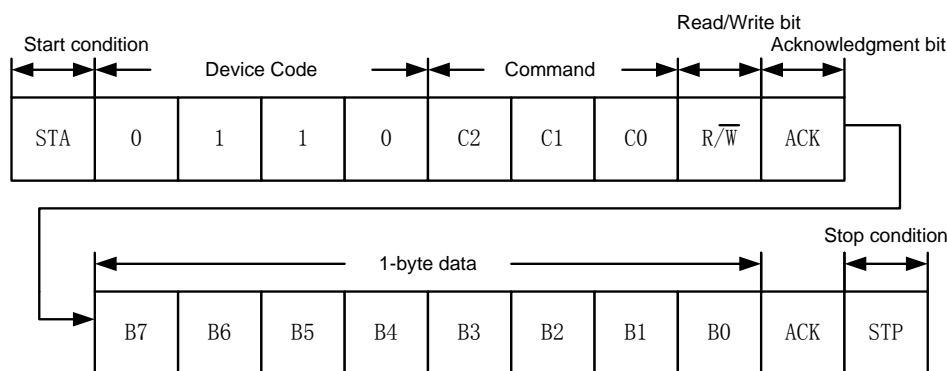 Read/Write bit
Start condition Acknowledgment bit
Device Code Command
STA 0 1 1 0 C2 C1 C0 R/W̅ ACK
Stop condition
1-byte data
B7 B6 B5 B4 B3 B2 B1 B0 ACK STP